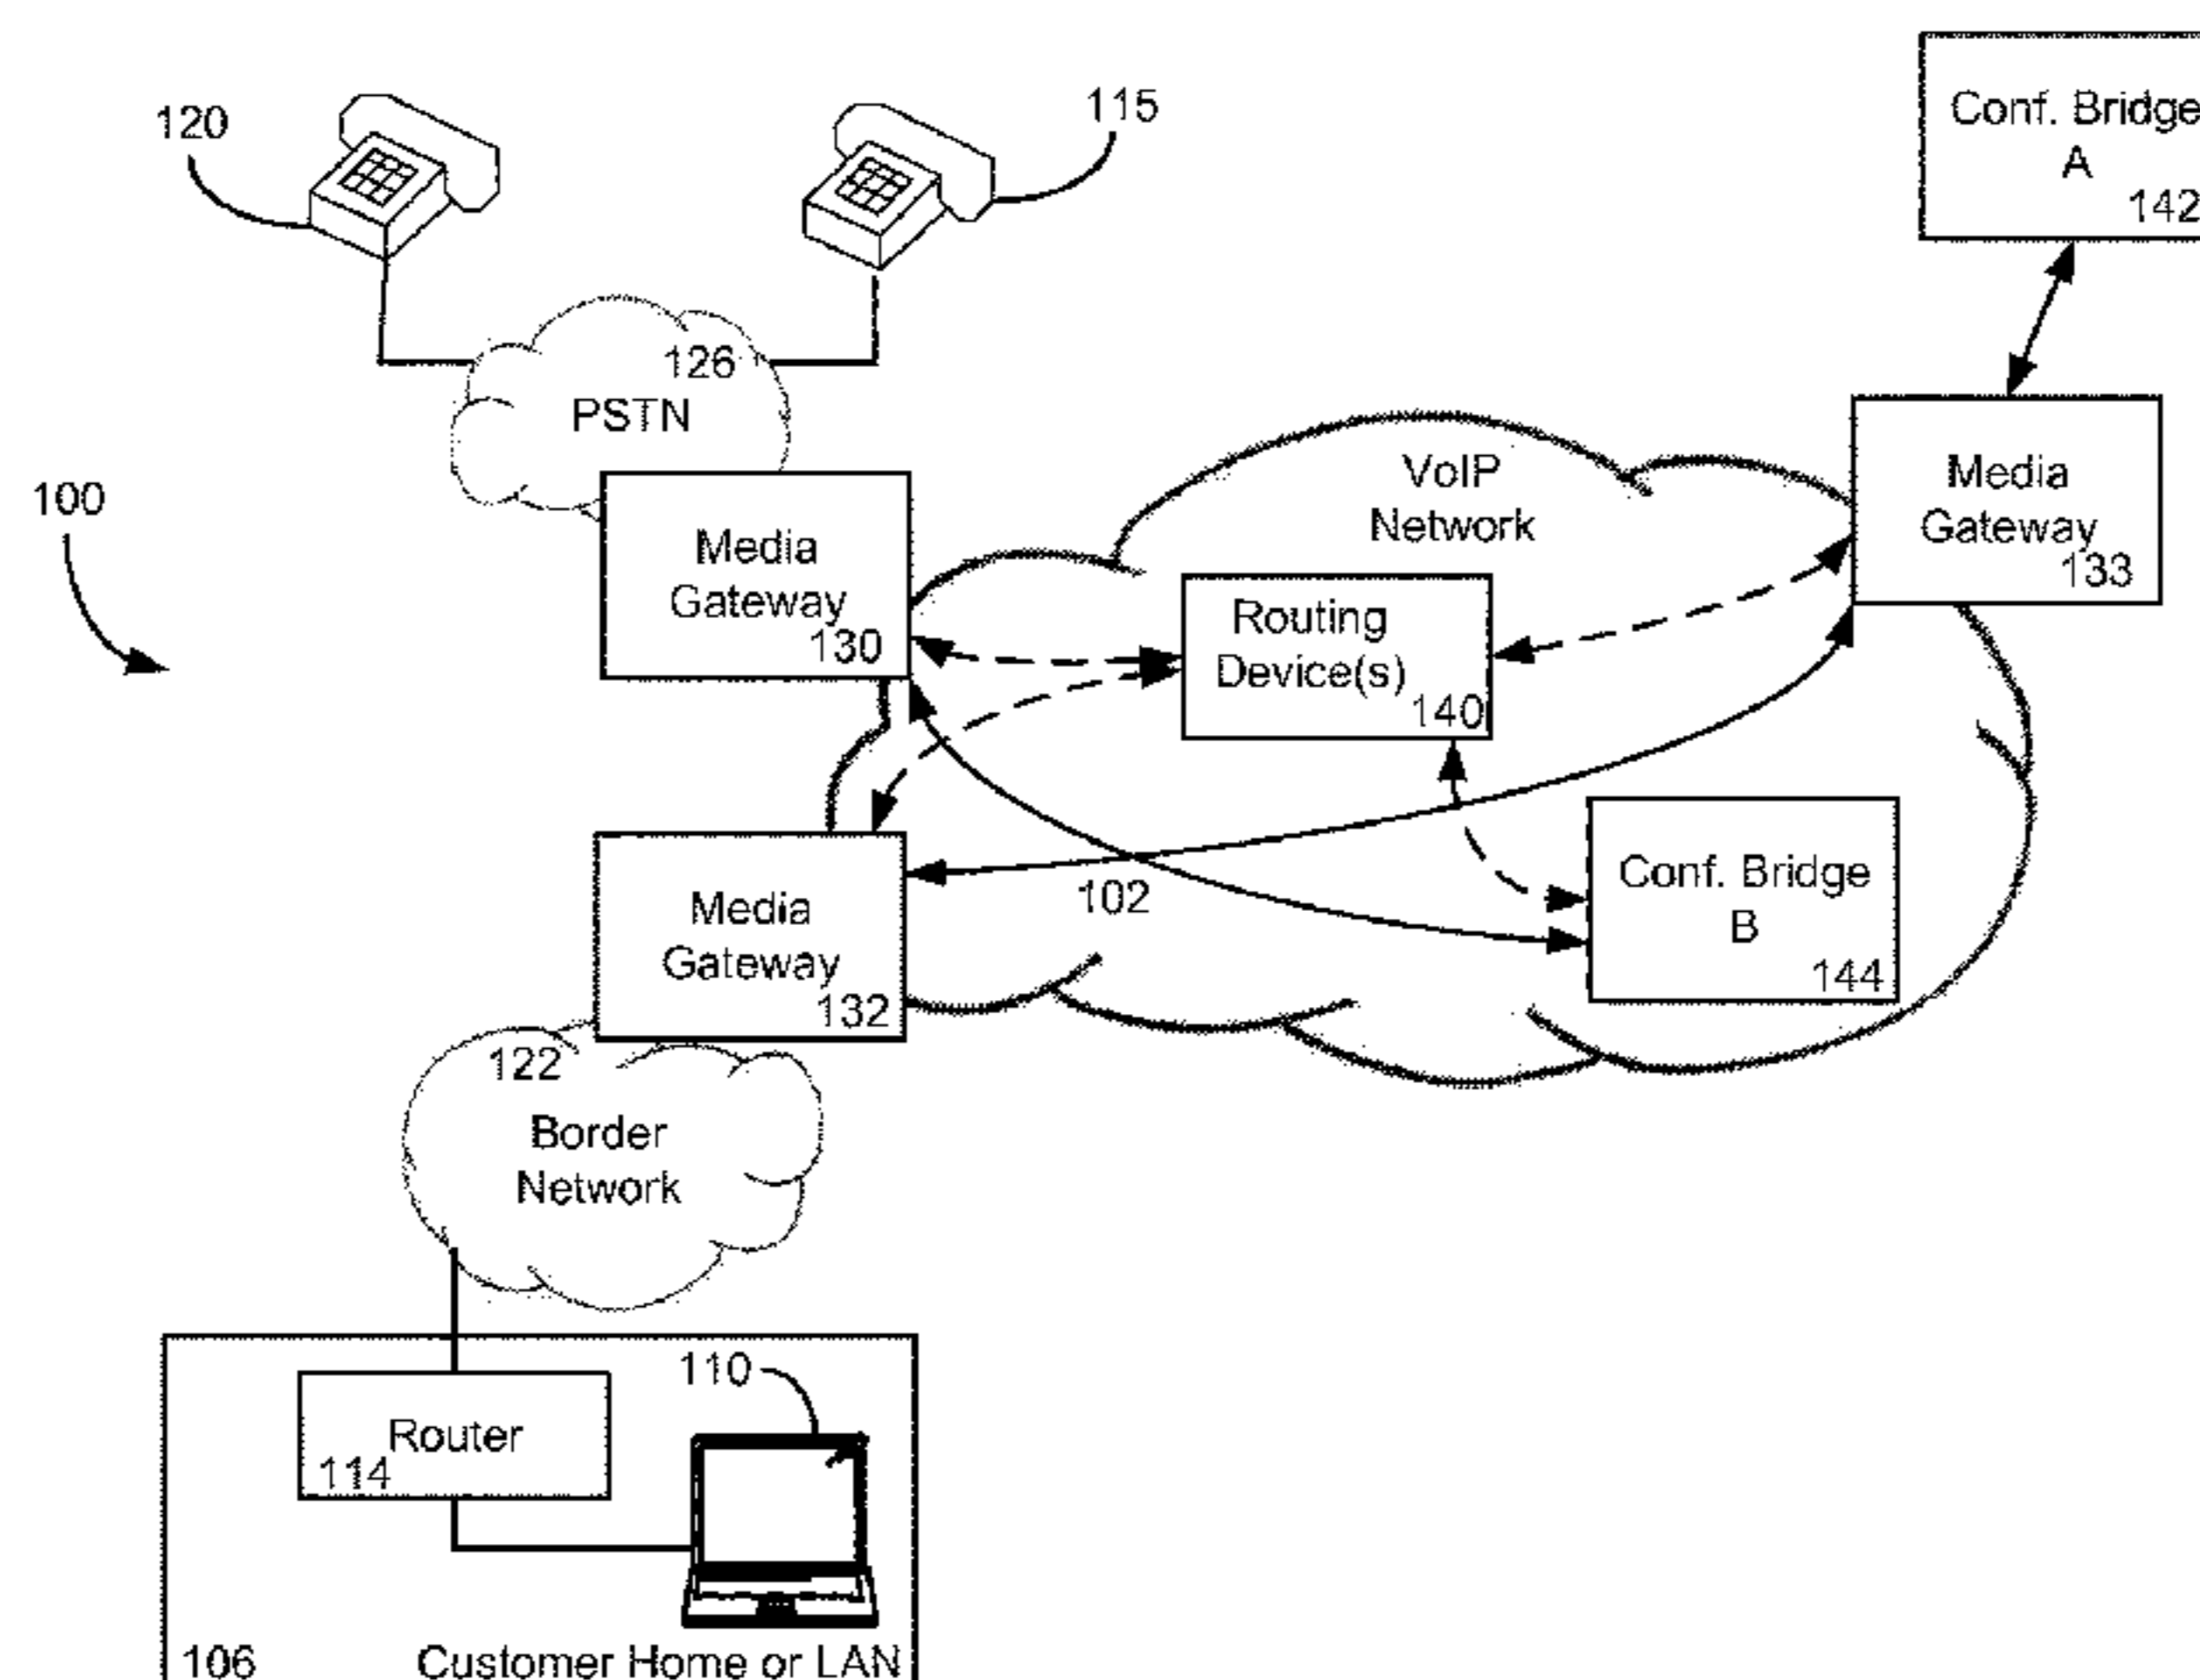 120
115
Conf. Bridge
A
142
126
PSTN
100
Media
Gateway
130
VoIP
Network
Media
Gateway
133
Routing
Device(s)
140
102
Conf. Bridge
B
144
Media
Gateway
132
122
Border
Network
110
Router
114
106
Customer Home or LAN